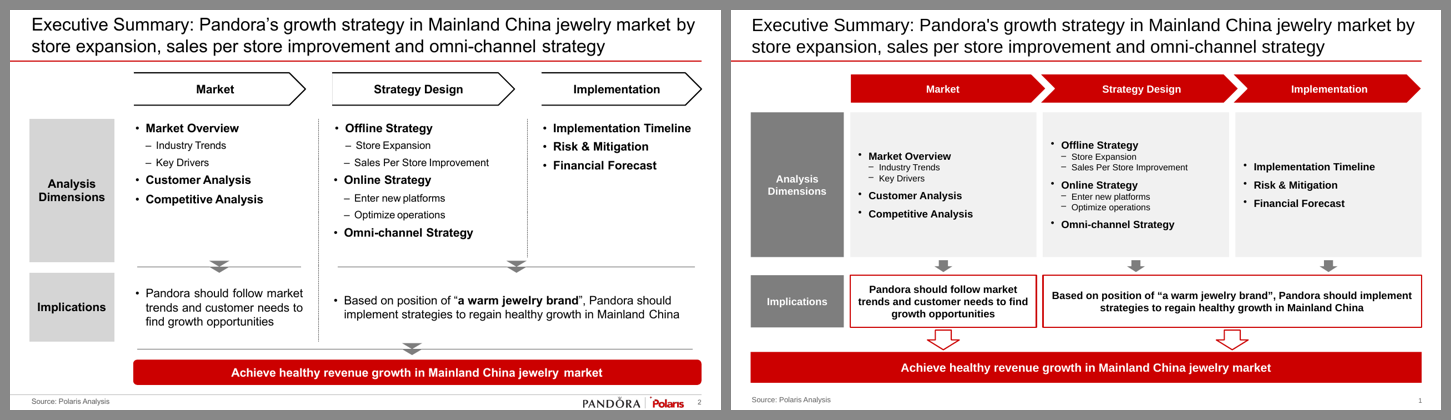 Executive Summary: Pandora’s growth strategy in Mainland China jewelry market by
store expansion, sales per store improvement and omni-channel strategy
Market
Strategy Design
Implementation
Analysis
Dimensions
• Market Overview
– Industry Trends
– Key Drivers
• Customer Analysis
• Competitive Analysis
• Offline Strategy
– Store Expansion
– Sales Per Store Improvement
• Online Strategy
– Enter new platforms
– Optimize operations
• Omni-channel Strategy
• Implementation Timeline
• Risk & Mitigation
• Financial Forecast
Implications
• Pandora should follow market
trends and customer needs to
find growth opportunities
• Based on position of “a warm jewelry brand”, Pandora should
implement strategies to regain healthy growth in Mainland China
Achieve healthy revenue growth in Mainland China jewelry market
Source: Polaris Analysis
PANDÖRA
Polaris
2
Executive Summary: Pandora's growth strategy in Mainland China jewelry market by
store expansion, sales per store improvement and omni-channel strategy
Market
Strategy Design
Implementation
Analysis
Dimensions
• Market Overview
– Industry Trends
– Key Drivers
• Customer Analysis
• Competitive Analysis
• Offline Strategy
– Store Expansion
– Sales Per Store Improvement
• Online Strategy
– Enter new platforms
– Optimize operations
• Omni-channel Strategy
• Implementation Timeline
• Risk & Mitigation
• Financial Forecast
Implications
Pandora should follow market
trends and customer needs to find
growth opportunities
Based on position of “a warm jewelry brand”, Pandora should implement
strategies to regain healthy growth in Mainland China
Achieve healthy revenue growth in Mainland China jewelry market
Source: Polaris Analysis
1